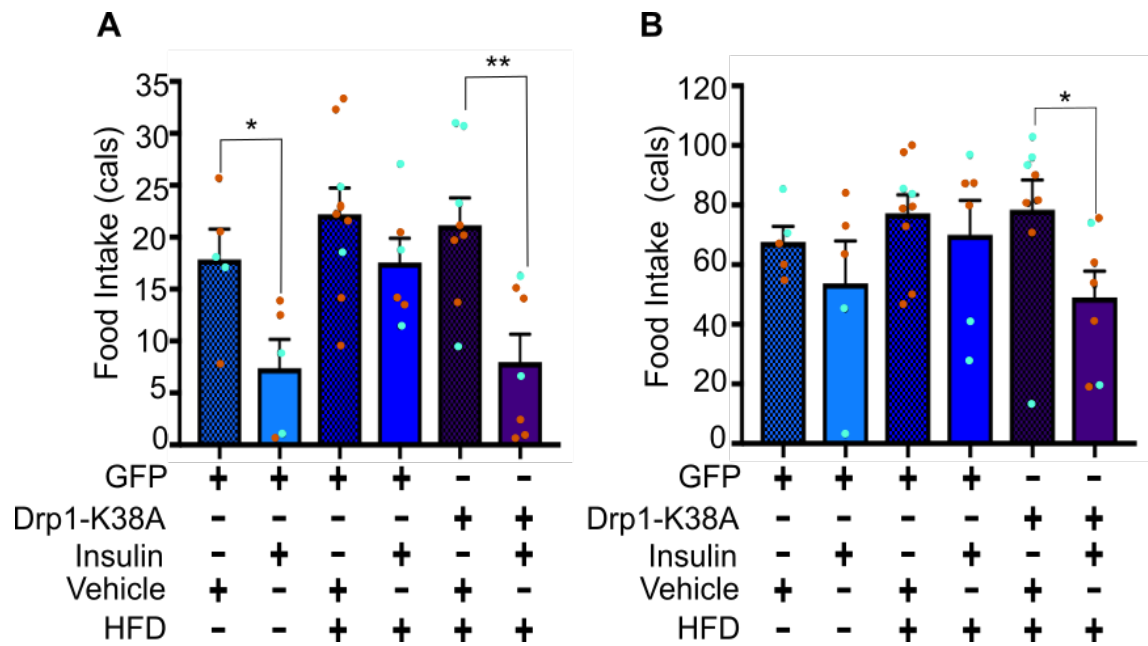 A
B
Food Intake (cals)
35
30
25
20
15
10
5
0
*
**
GFP + + + + - -
Drp1-K38A - - - - + +
Insulin - + - + - +
Vehicle + - + - + -
HFD - - + + + +
Food Intake (cals)
120
100
80
60
40
20
0
*
GFP + + + + - -
Drp1-K38A - - - - + +
Insulin - + - + - +
Vehicle + - + - + -
HFD - - + + + +